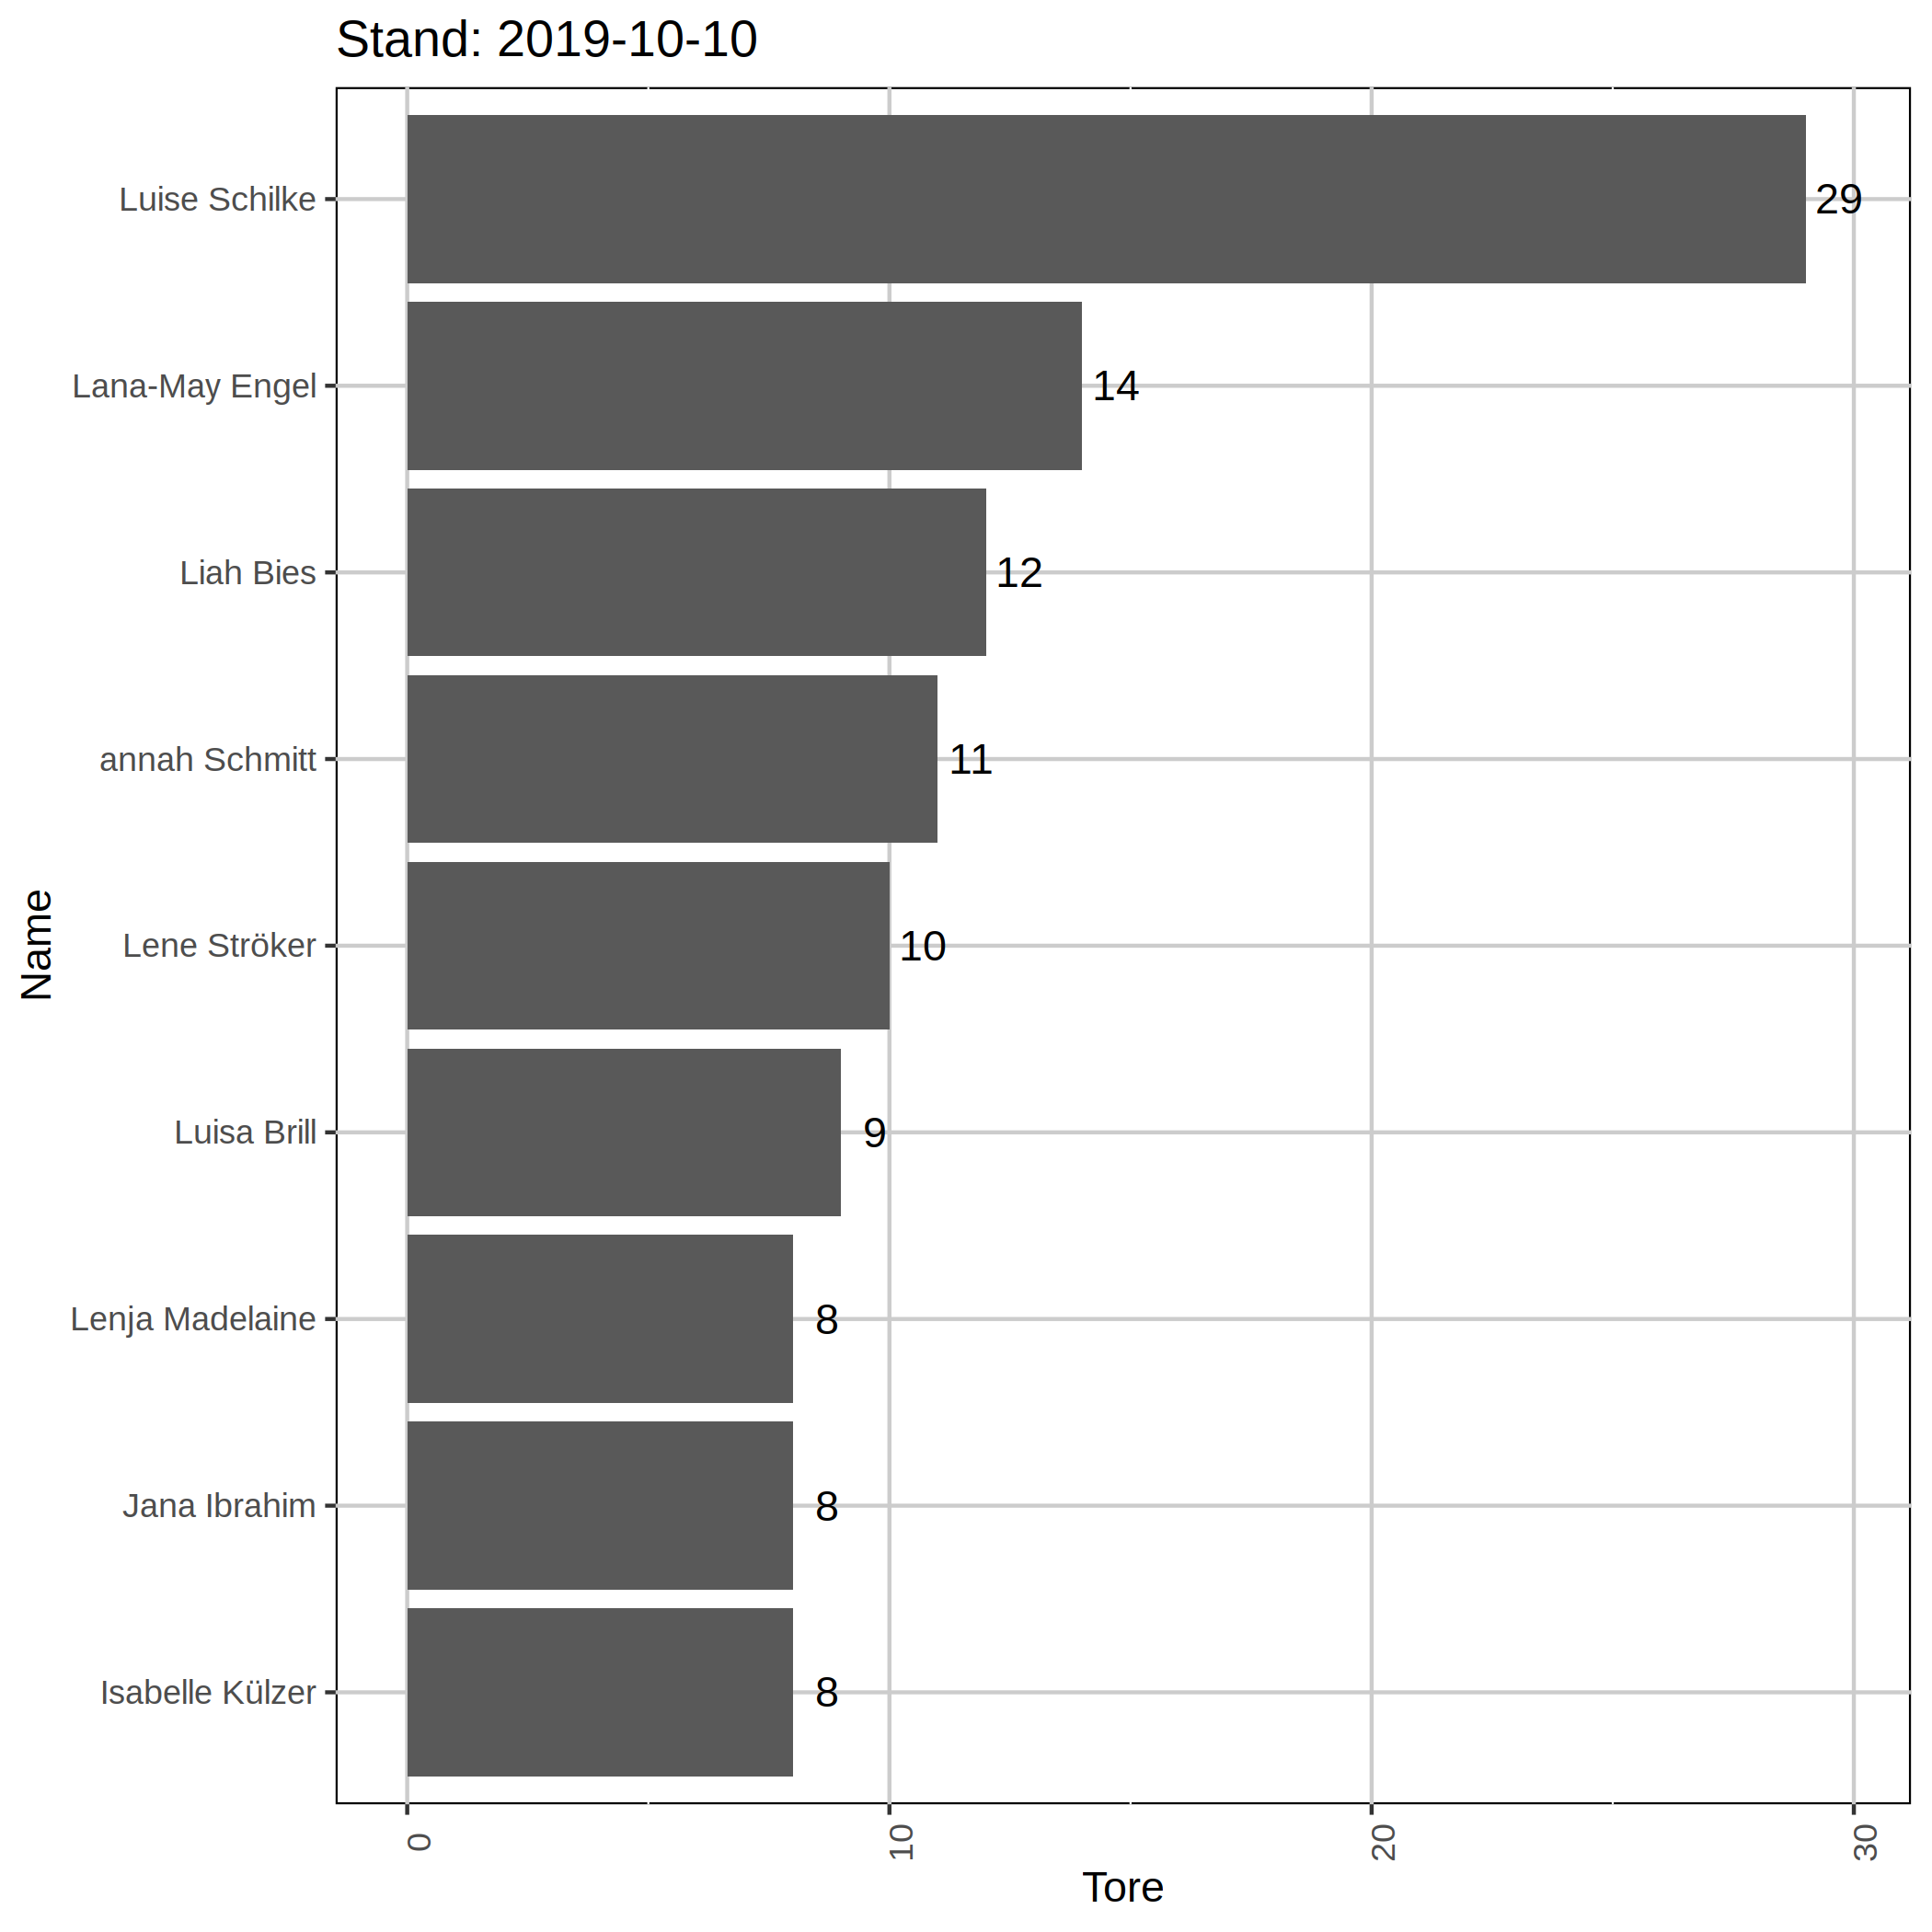 Stand: 2019-10-10
Luise Schilke
29
Lana-May Engel
14
Liah Bies
12
annah Schmitt
11
Lene Ströker
10
Luisa Brill
9
Lenja Madelaine
8
Jana Ibrahim
8
Isabelle Külzer
8
Name
0
10
20
30
Tore